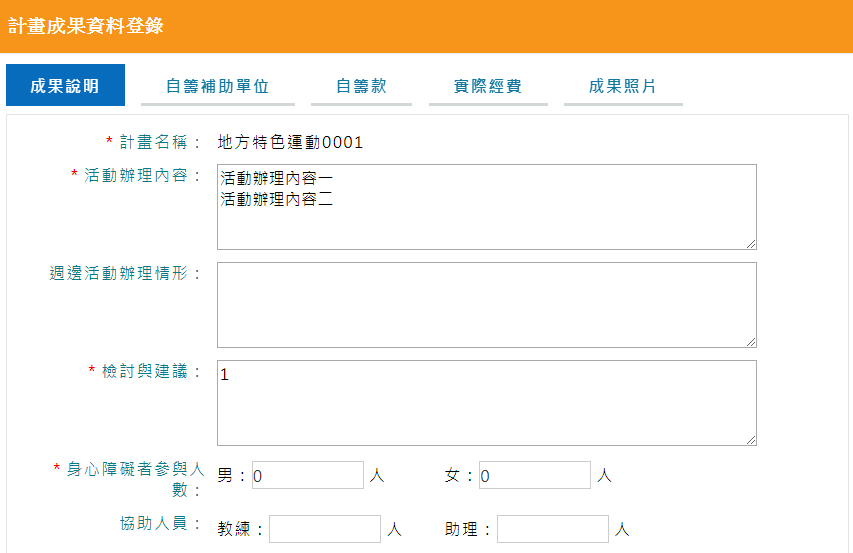 計畫成果資料登錄
成果說明 自籌補助單位 自籌款 實際經費 成果照片
* 計畫名稱： 地方特色運動0001
* 活動辦理內容： 活動辦理內容一
活動辦理內容二
週邊活動辦理情形：
* 檢討與建議： 1
* 身心障礙者參與人
數： 男：0 人 女：0 人
協助人員： 教練： 人 助理： 人